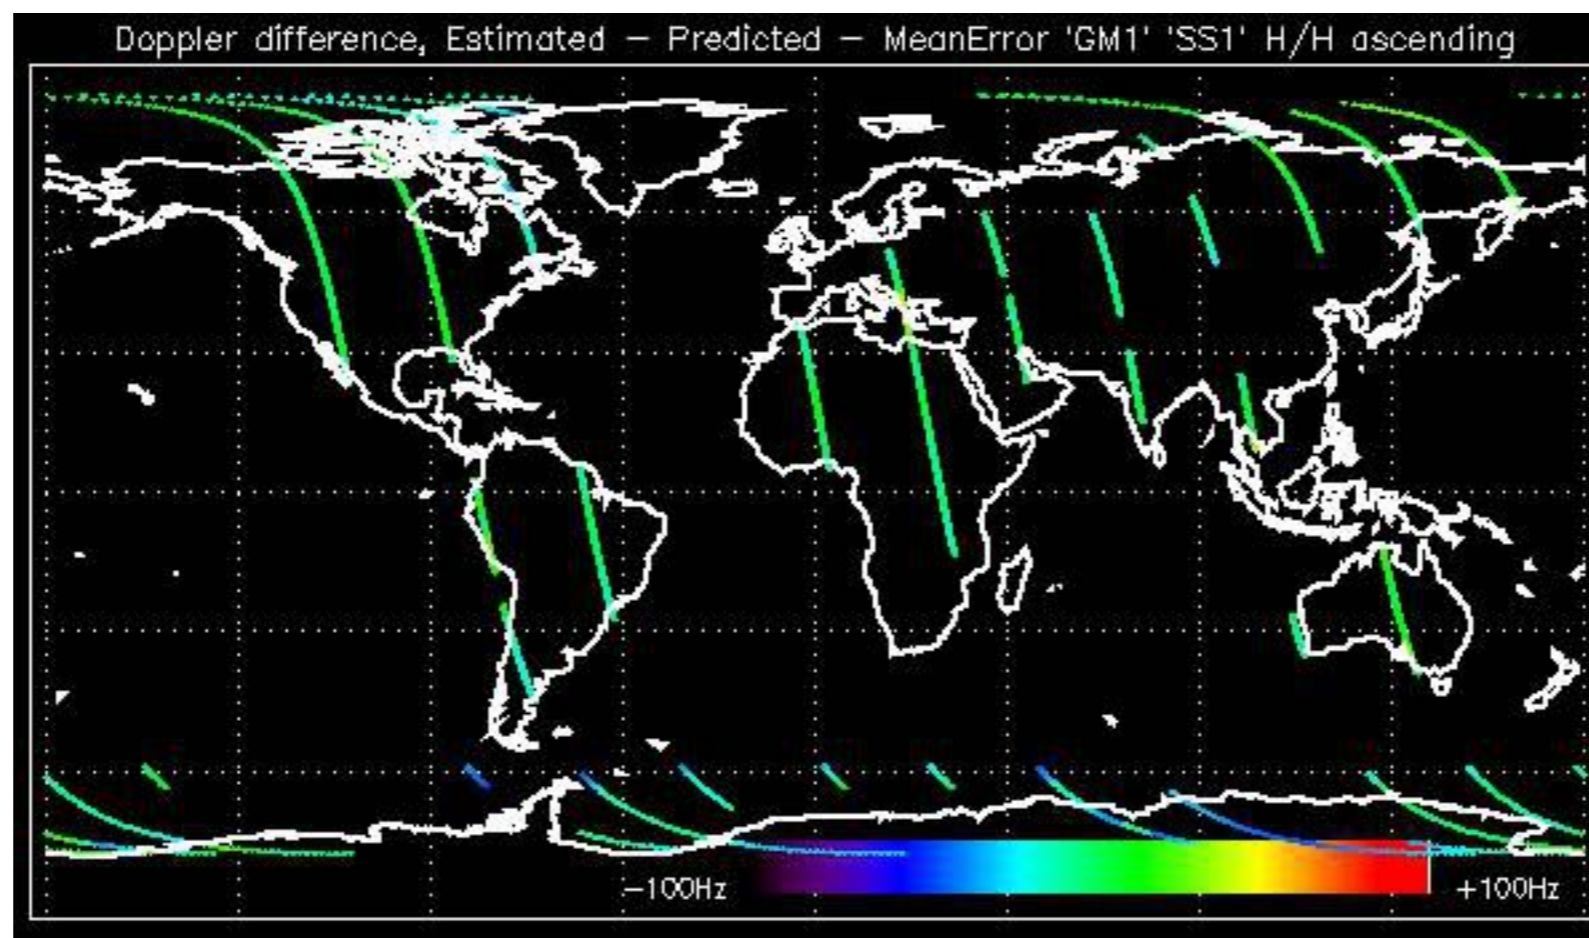 Doppler difference, Estimated – Predicted – MeanError 'GM1' 'SS1' H/H ascending
–100Hz
+100Hz